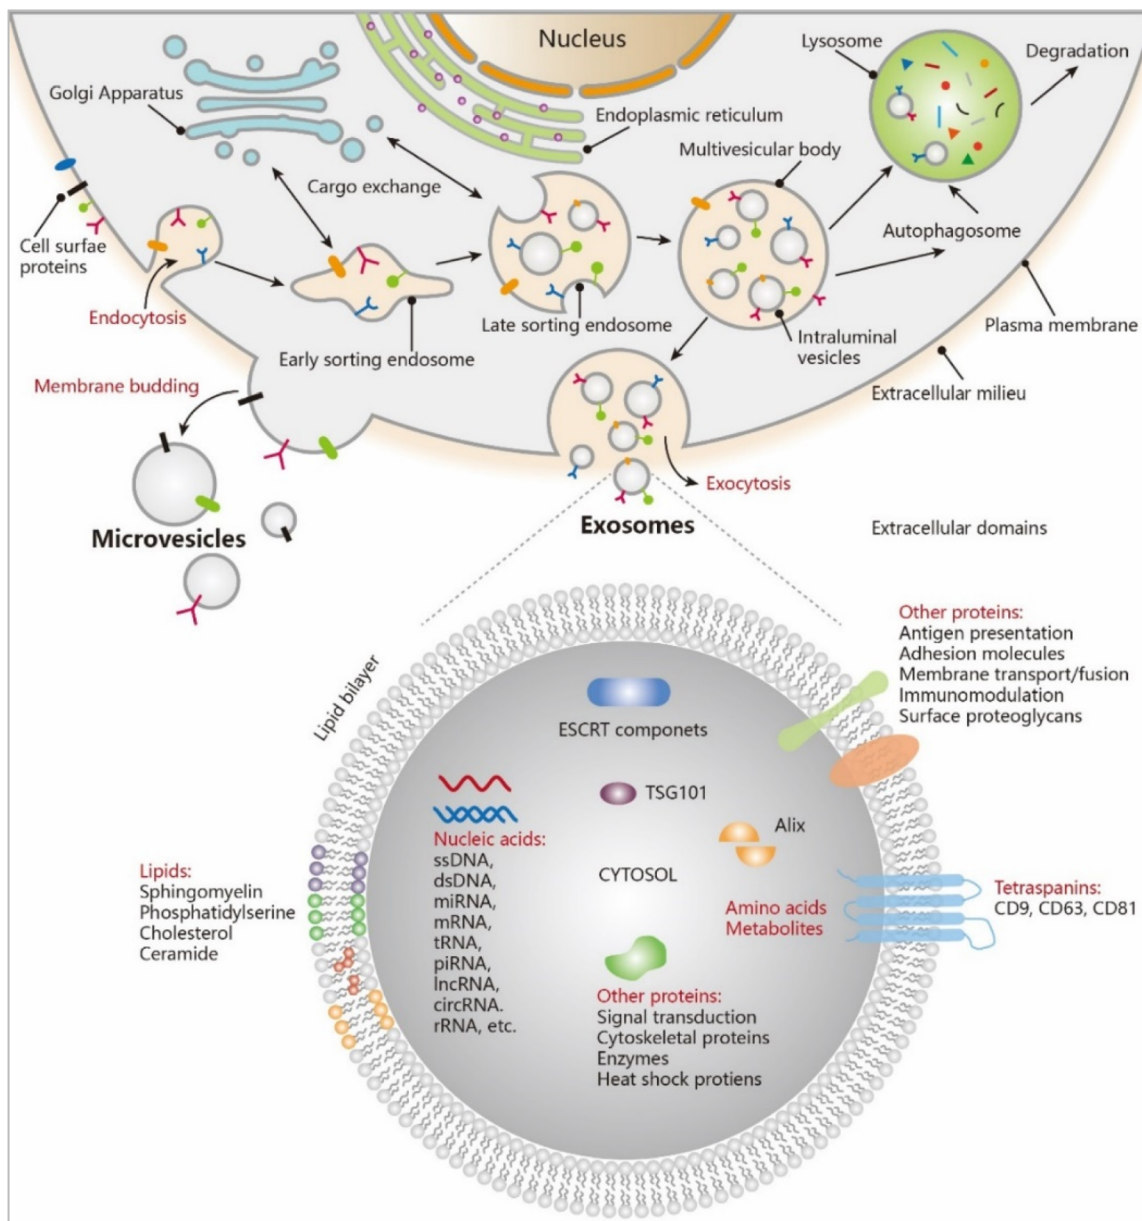 Nucleus
Lysosome
Degradation
Golgi Apparatus
Endoplasmic reticulum
Multivesicular body
Cargo exchange
Cell surfae
proteins
Autophagosome
Endocytosis
Late sorting endosome
Plasma membrane
Early sorting endosome
Intraluminal
vesicles
Membrane budding
Extracellular milieu
Exocytosis
Microvesicles
Exosomes
Extracellular domains
Other proteins:
Antigen presentation
Adhesion molecules
Membrane transport/fusion
Immunomodulation
Surface proteoglycans
Lipid bilayer
ESCRT componets
TSG101
Alix
Nucleic acids:
ssDNA,
dsDNA,
miRNA,
mRNA,
tRNA,
piRNA,
lncRNA,
circRNA.
rRNA, etc.
CYTOSOL
Lipids:
Sphingomyelin
Phosphatidylserine
Cholesterol
Ceramide
Amino acids
Metabolites
Tetraspanins:
CD9, CD63, CD81
Other proteins:
Signal transduction
Cytoskeletal proteins
Enzymes
Heat shock protiens